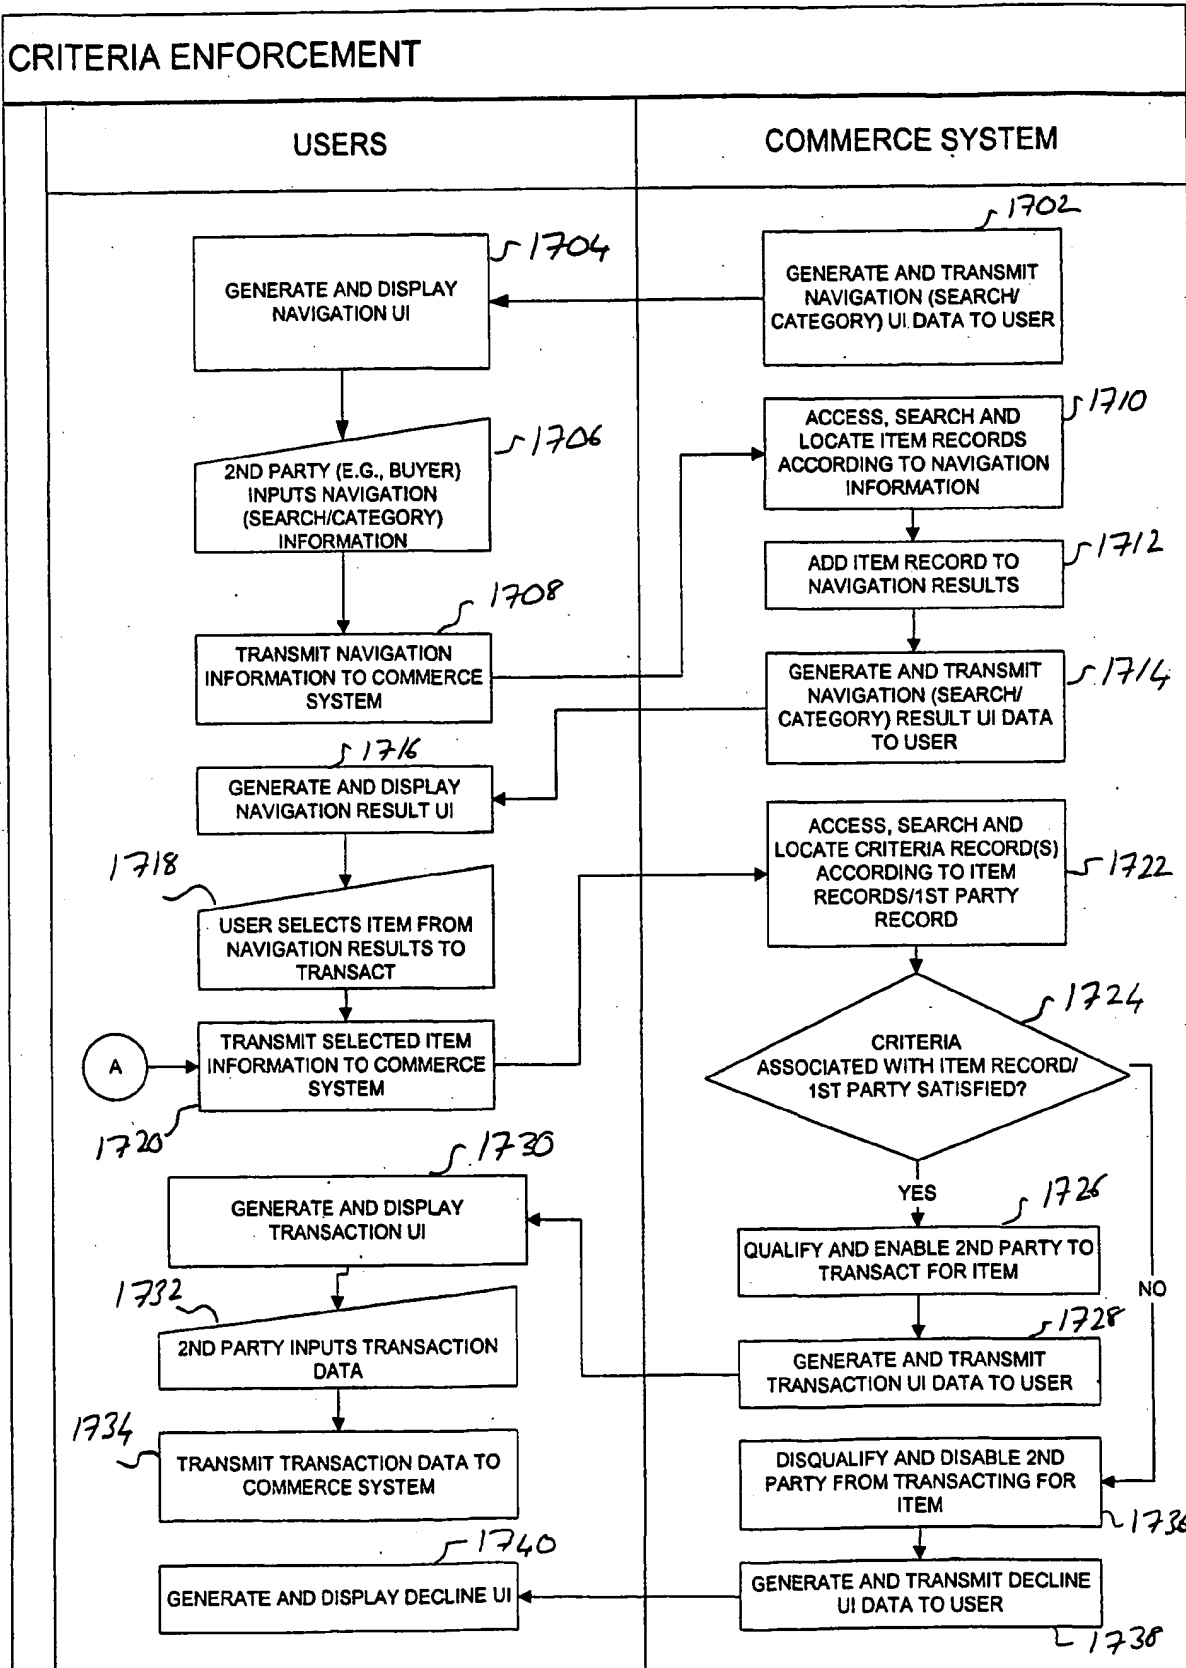 CRITERIA ENFORCEMENT
USERS
COMMERCE SYSTEM
1702
GENERATE AND TRANSMIT
NAVIGATION (SEARCH/
CATEGORY) UI DATA TO USER
1704
GENERATE AND DISPLAY
NAVIGATION UI
1706
2ND PARTY (E.G., BUYER)
INPUTS NAVIGATION
(SEARCH/CATEGORY)
INFORMATION
1708
TRANSMIT NAVIGATION
INFORMATION TO COMMERCE
SYSTEM
1710
ACCESS, SEARCH AND
LOCATE ITEM RECORDS
ACCORDING TO NAVIGATION
INFORMATION
1712
ADD ITEM RECORD TO
NAVIGATION RESULTS
1714
GENERATE AND TRANSMIT
NAVIGATION (SEARCH/
CATEGORY) RESULT UI DATA
TO USER
1716
GENERATE AND DISPLAY
NAVIGATION RESULT UI
1718
USER SELECTS ITEM FROM
NAVIGATION RESULTS TO
TRANSACT
A
TRANSMIT SELECTED ITEM
INFORMATION TO COMMERCE
SYSTEM
1720
ACCESS, SEARCH AND
LOCATE CRITERIA RECORD(S)
ACCORDING TO ITEM
RECORDS/1ST PARTY
RECORD
1722
1724
CRITERIA
ASSOCIATED WITH ITEM RECORD/
1ST PARTY SATISFIED?
YES
NO
1726
QUALIFY AND ENABLE 2ND PARTY TO
TRANSACT FOR ITEM
1728
GENERATE AND TRANSMIT
TRANSACTION UI DATA TO USER
1730
GENERATE AND DISPLAY
TRANSACTION UI
1732
2ND PARTY INPUTS TRANSACTION
DATA
1734
TRANSMIT TRANSACTION DATA TO
COMMERCE SYSTEM
DISQUALIFY AND DISABLE 2ND
PARTY FROM TRANSACTING FOR
ITEM
1736
GENERATE AND TRANSMIT DECLINE
UI DATA TO USER
1738
1740
GENERATE AND DISPLAY DECLINE UI